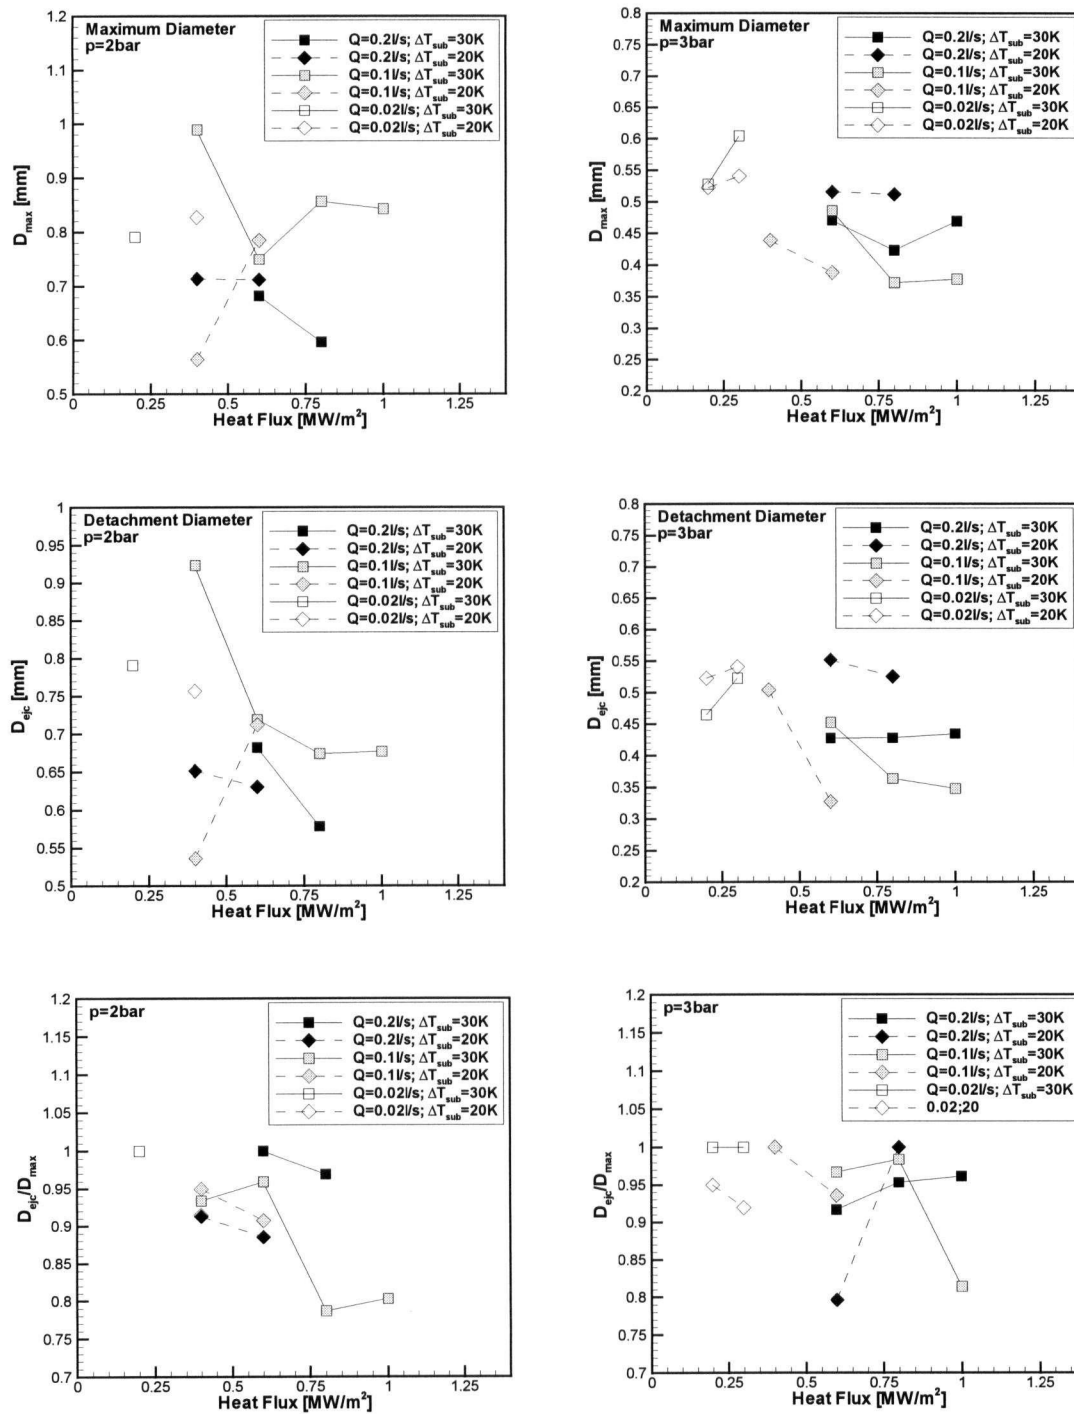 Maximum Diameter
p=2bar
Q=0.2l/s; ΔTsub=30K
Q=0.2l/s; ΔTsub=20K
Q=0.1l/s; ΔTsub=30K
Q=0.1l/s; ΔTsub=20K
Q=0.02l/s; ΔTsub=30K
Q=0.02l/s; ΔTsub=20K
1.2
1.1
1
0.9
0.8
0.7
0.6
0.5
Dmax [mm]
0 0.25 0.5 0.75 1 1.25
Heat Flux [MW/m²]
Maximum Diameter
p=3bar
Q=0.2l/s; ΔTsub=30K
Q=0.2l/s; ΔTsub=20K
Q=0.1l/s; ΔTsub=30K
Q=0.1l/s; ΔTsub=20K
Q=0.02l/s; ΔTsub=30K
Q=0.02l/s; ΔTsub=20K
0.8
0.75
0.7
0.65
0.6
0.55
0.5
0.45
0.4
0.35
0.3
0.25
0.2
Dmax [mm]
0 0.25 0.5 0.75 1 1.25
Heat Flux [MW/m²]
Detachment Diameter
p=2bar
Q=0.2l/s; ΔTsub=30K
Q=0.2l/s; ΔTsub=20K
Q=0.1l/s; ΔTsub=30K
Q=0.1l/s; ΔTsub=20K
Q=0.02l/s; ΔTsub=30K
Q=0.02l/s; ΔTsub=20K
1
0.95
0.9
0.85
0.8
0.75
0.7
0.65
0.6
0.55
0.5
Dejc [mm]
0 0.25 0.5 0.75 1 1.25
Heat Flux [MW/m²]
Detachment Diameter
p=3bar
Q=0.2l/s; ΔTsub=30K
Q=0.2l/s; ΔTsub=20K
Q=0.1l/s; ΔTsub=30K
Q=0.1l/s; ΔTsub=20K
Q=0.02l/s; ΔTsub=30K
Q=0.02l/s; ΔTsub=20K
0.8
0.75
0.7
0.65
0.6
0.55
0.5
0.45
0.4
0.35
0.3
0.25
0.2
Dejc [mm]
0 0.25 0.5 0.75 1 1.25
Heat Flux [MW/m²]
p=2bar
Q=0.2l/s; ΔTsub=30K
Q=0.2l/s; ΔTsub=20K
Q=0.1l/s; ΔTsub=30K
Q=0.1l/s; ΔTsub=20K
Q=0.02l/s; ΔTsub=30K
Q=0.02l/s; ΔTsub=20K
1.2
1.15
1.1
1.05
1
0.95
0.9
0.85
0.8
0.75
0.7
Dejc/Dmax
0 0.25 0.5 0.75 1 1.25
Heat Flux [MW/m²]
p=3bar
Q=0.2l/s; ΔTsub=30K
Q=0.2l/s; ΔTsub=20K
Q=0.1l/s; ΔTsub=30K
Q=0.1l/s; ΔTsub=20K
Q=0.02l/s; ΔTsub=30K
0.02;20
1.2
1.15
1.1
1.05
1
0.95
0.9
0.85
0.8
0.75
0.7
Dejc/Dmax
0 0.25 0.5 0.75 1 1.25
Heat Flux [MW/m²]